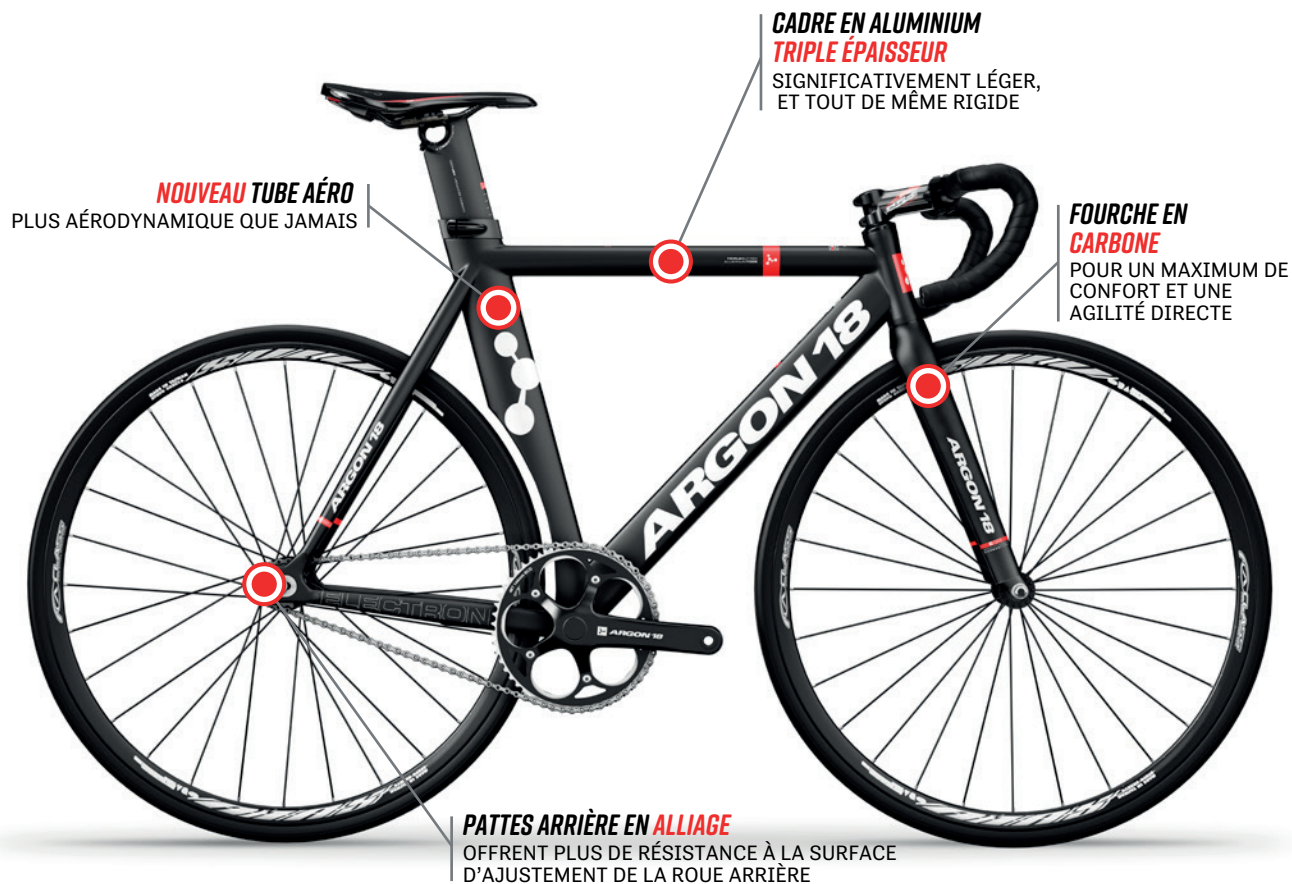 CADRE EN ALUMINIUM
TRIPLE ÉPAISSEUR
SIGNIFICATIVEMENT LÉGER,
ET TOUT DE MÊME RIGIDE
NOUVEAU TUBE AÉRO
PLUS AÉRODYNAMIQUE QUE JAMAIS
FOURCHE EN
CARBONE
POUR UN MAXIMUM DE
CONFORT ET UNE
AGILITÉ DIRECTE
ARGON 18
ARGON 18
ARGON 18
ELECTRON
ARGON 18
PATTES ARRIÈRE EN ALLIAGE
OFFRENT PLUS DE RÉSISTANCE À LA SURFACE
D'AJUSTEMENT DE LA ROUE ARRIÈRE